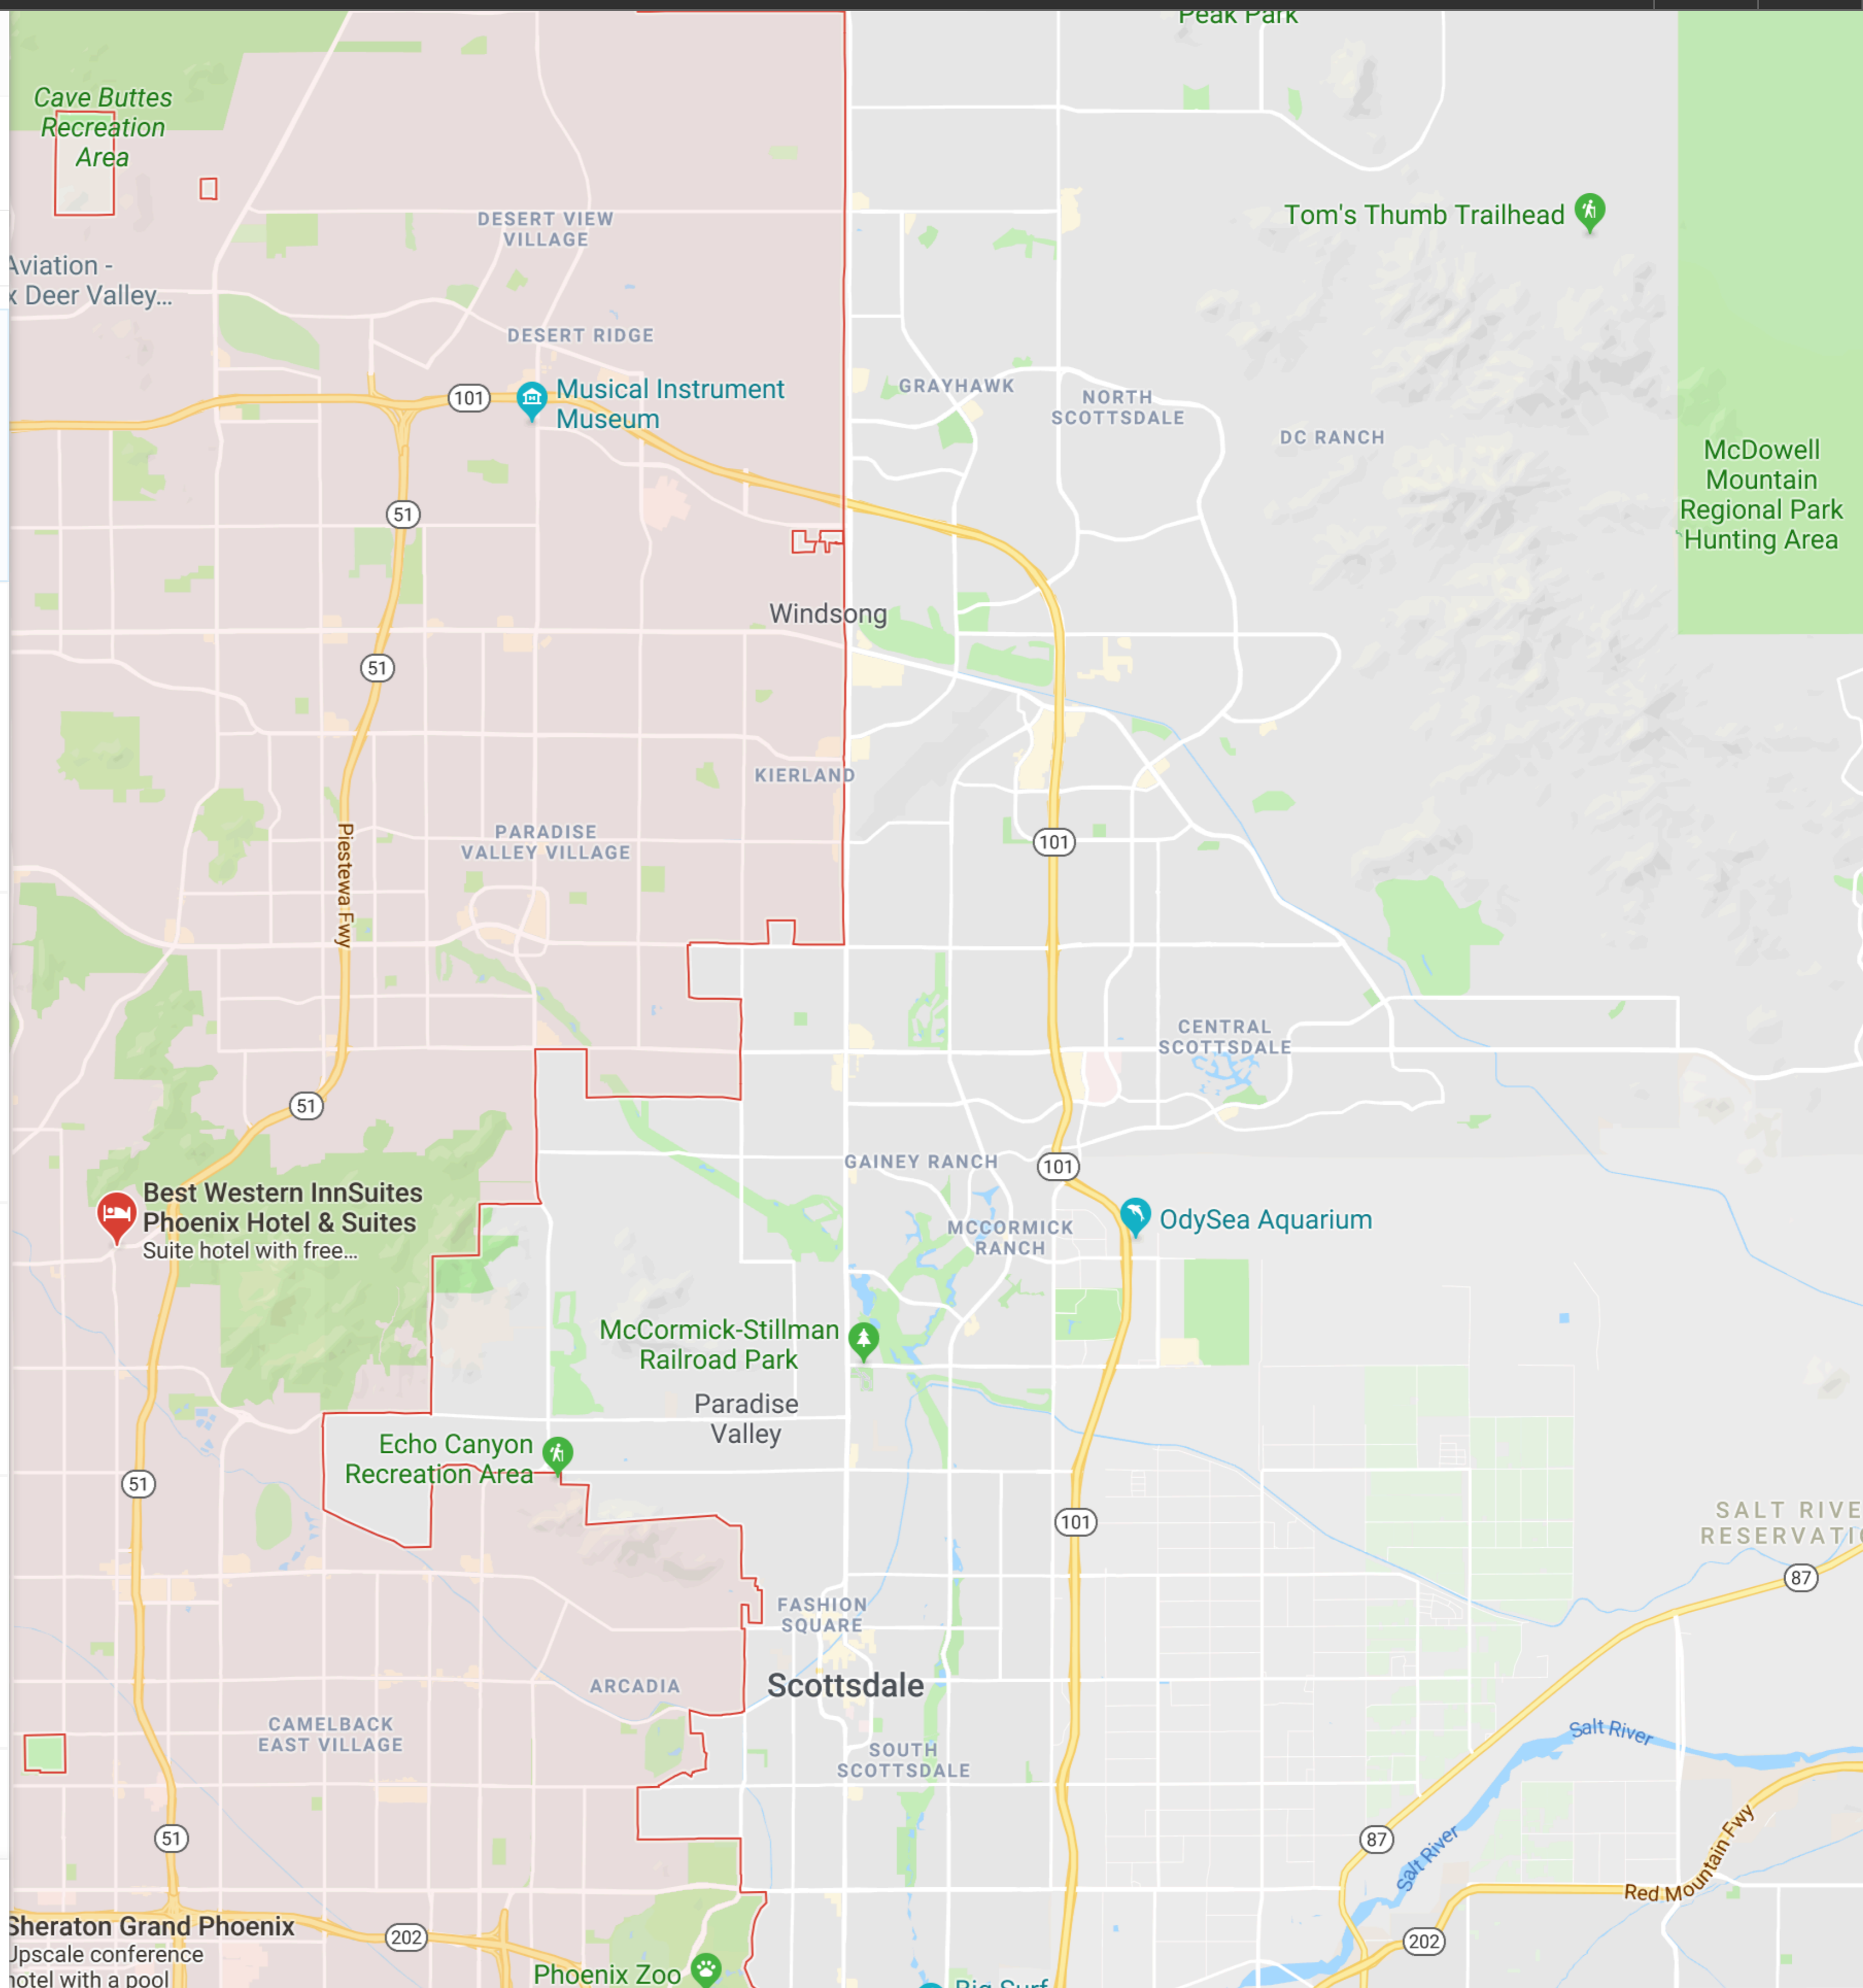 Peak Park
Cave Buttes
Recreation
Area
Tom's Thumb Trailhead
DESERT VIEW
VILLAGE
Aviation -
x Deer Valley...
DESERT RIDGE
101
Musical Instrument
Museum
GRAYHAWK
NORTH
SCOTTSDALE
DC RANCH
McDowell
Mountain
Regional Park
Hunting Area
51
Windsong
51
KIERLAND
PARADISE
VALLEY VILLAGE
Piestewa Fwy
101
CENTRAL
SCOTTSDALE
51
GAINEY RANCH
101
Best Western InnSuites
Phoenix Hotel & Suites
Suite hotel with free...
MCCORMICK
RANCH
OdySea Aquarium
McCormick-Stillman
Railroad Park
Paradise
Valley
Echo Canyon
Recreation Area
51
101
SALT RIVE
RESERVATIO
87
FASHION
SQUARE
ARCADIA
Scottsdale
CAMELBACK
EAST VILLAGE
SOUTH
SCOTTSDALE
Salt River
51
87
Salt River
Red Mountain Fwy
Sheraton Grand Phoenix
Upscale conference
hotel with a pool
202
202
Phoenix Zoo
Big Surf